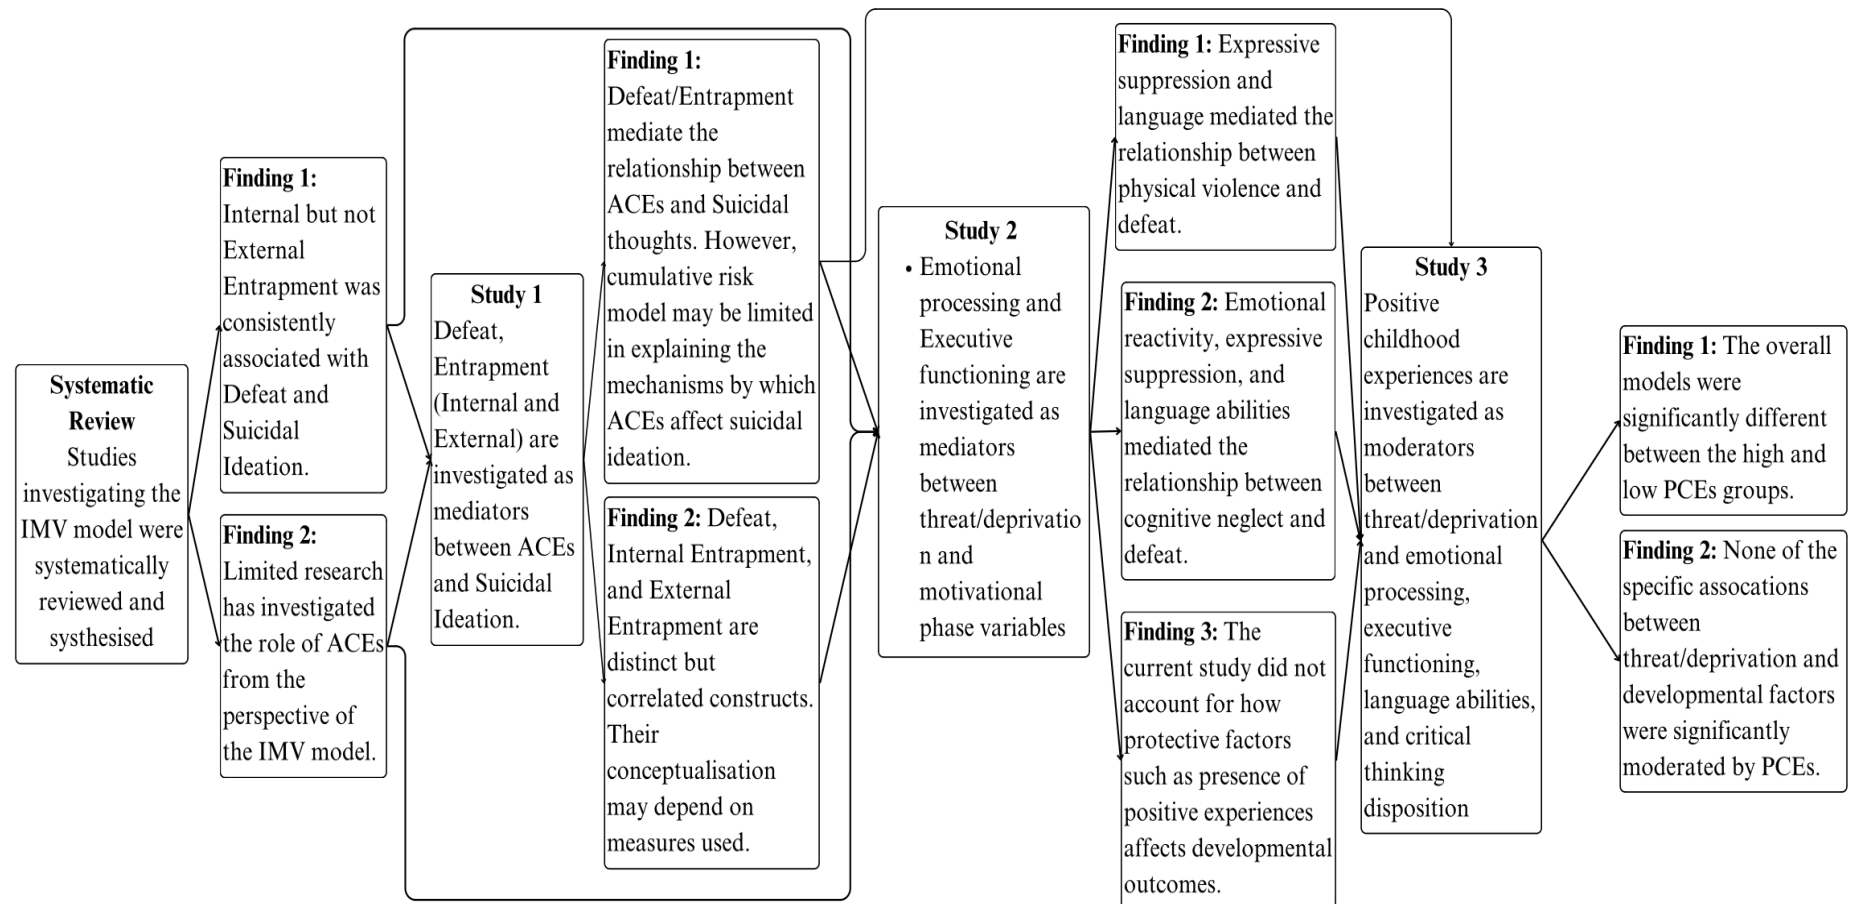 Systematic
Review
Studies
investigating the
IMV model were
systematically
reviewed and
systhesised
Finding 1:
Internal but not
External
Entrapment was
consistently
associated with
Defeat and
Suicidal
Ideation.
Finding 2:
Limited research
has investigated
the role of ACEs
from the
perspective of
the IMV model.
Study 1
Defeat,
Entrapment
(Internal and
External) are
investigated as
mediators
between ACEs
and Suicidal
Ideation.
Finding 1:
Defeat/Entrapment
mediate the
relationship between
ACEs and Suicidal
thoughts. However,
cumulative risk
model may be limited
in explaining the
mechanisms by which
ACEs affect suicidal
ideation.
Finding 2: Defeat,
Internal Entrapment,
and External
Entrapment are
distinct but
correlated constructs.
Their
conceptualisation
may depend on
measures used.
Study 2
• Emotional
processing and
Executive
functioning are
investigated as
mediators
between
threat/deprivatio
n and
motivational
phase variables
Finding 1: Expressive
suppression and
language mediated the
relationship between
physical violence and
defeat.
Finding 2: Emotional
reactivity, expressive
suppression, and
language abilities
mediated the
relationship between
cognitive neglect and
defeat.
Finding 3: The
current study did not
account for how
protective factors
such as presence of
positive experiences
affects developmental
outcomes.
Study 3
Positive
childhood
experiences are
investigated as
moderators
between
threat/deprivation
and emotional
processing,
executive
functioning,
language abilities,
and critical
thinking
disposition
Finding 1: The overall
models were
significantly different
between the high and
low PCEs groups.
Finding 2: None of the
specific assocations
between
threat/deprivation and
developmental factors
were significantly
moderated by PCEs.